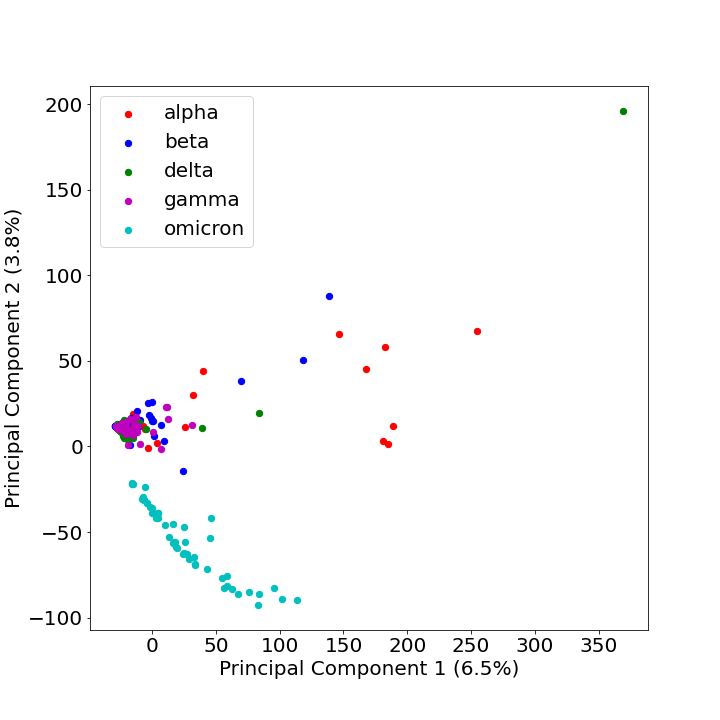 alpha
beta
delta
gamma
omicron
200
150
100
50
0
−50
−100
Principal Component 2 (3.8%)
0 50 100 150 200 250 300 350
Principal Component 1 (6.5%)